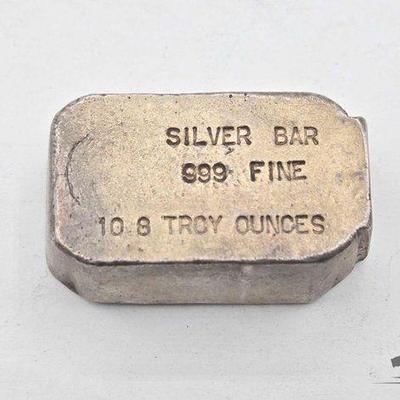 SILVER BAR
999 FINE
10.8 TROY OUNCES